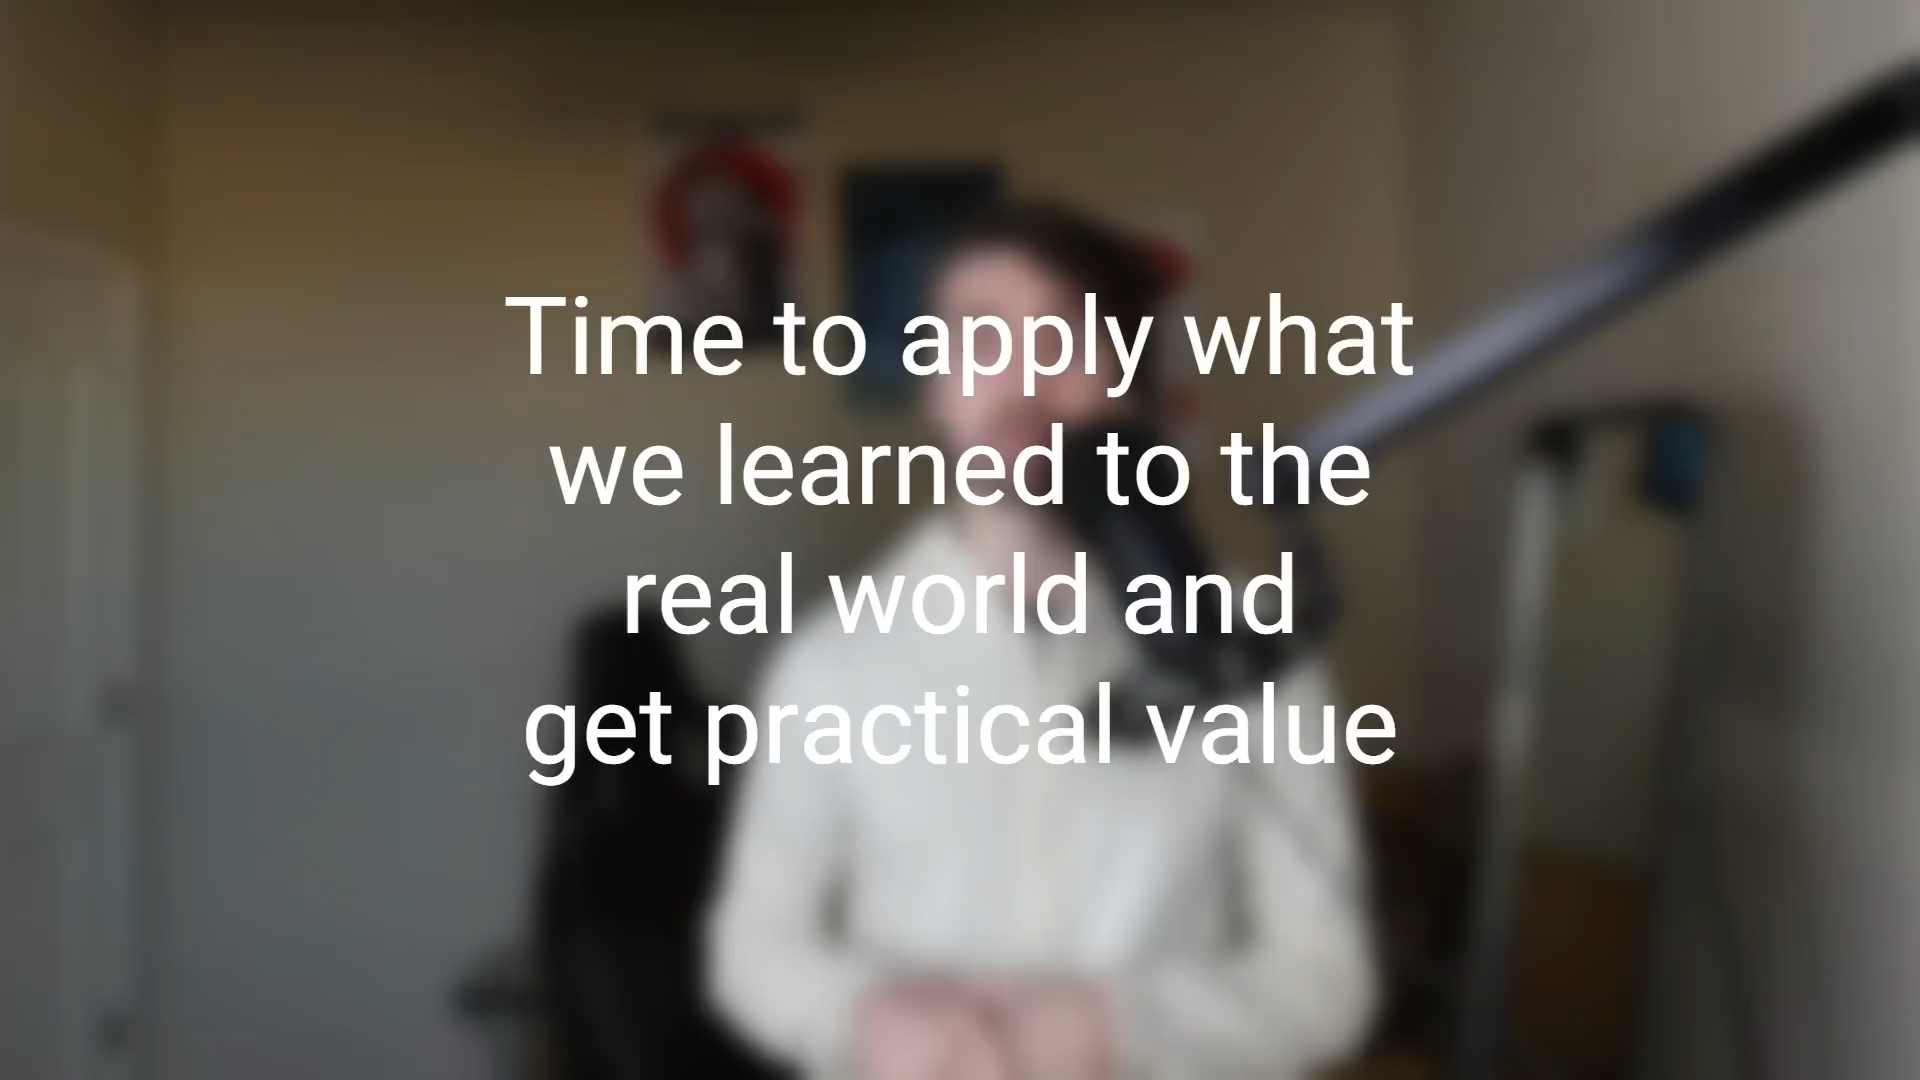 Time to apply what
we learned to the
real world and
get practical value